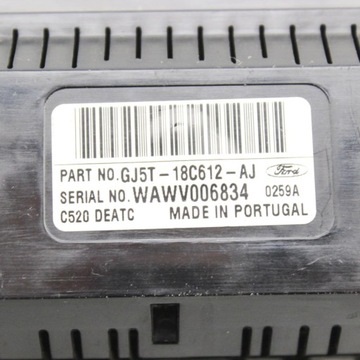 PART NO.GJ5T-18C612-AJ Ford
SERIAL NO.WAWV006834 0259A
C520 DEATC MADE IN PORTUGAL